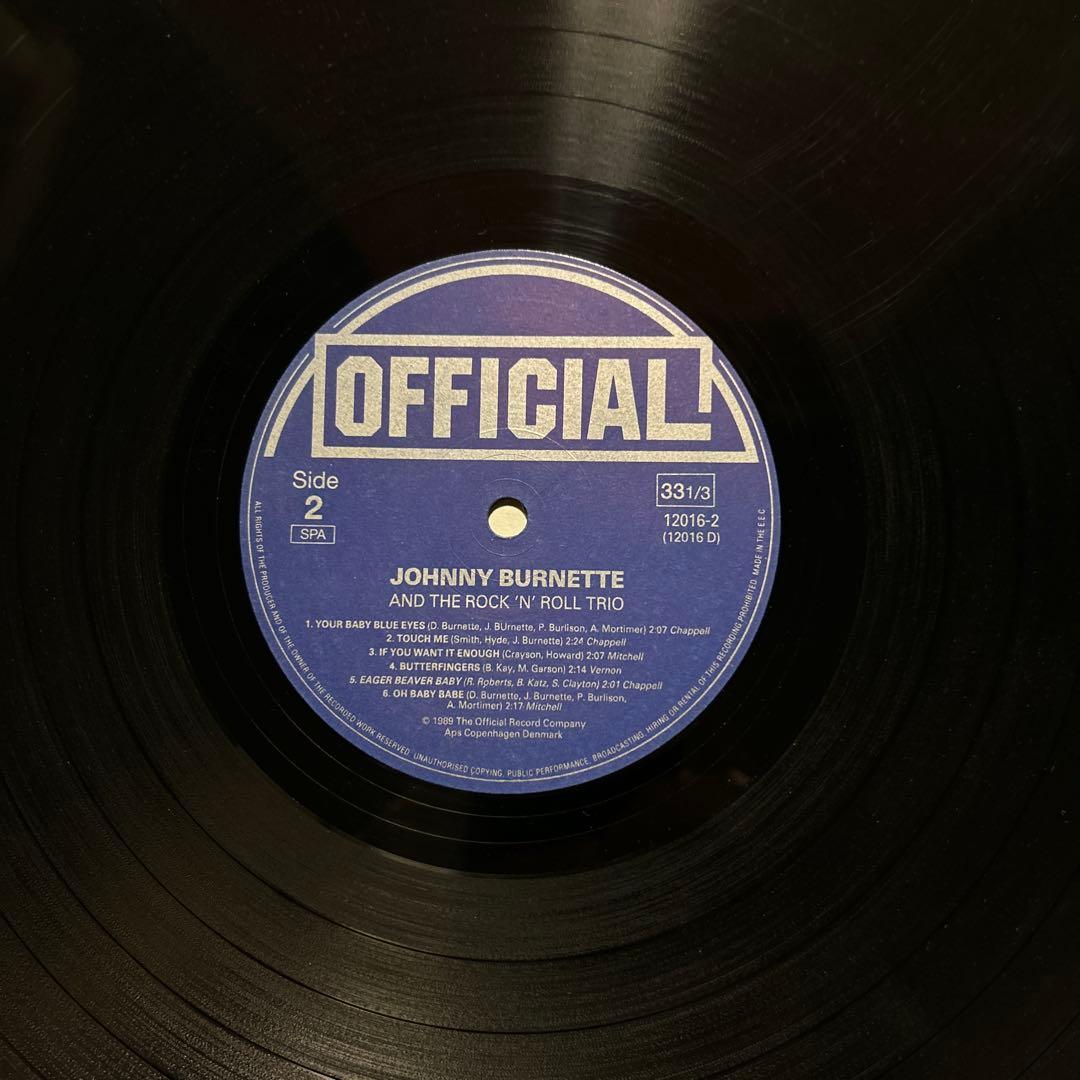 OFFICIAL
Side
2
SPA
33 1/3
12016-2
(12016 D)
JOHNNY BURNETTE
AND THE ROCK 'N' ROLL TRIO
1. YOUR BABY BLUE EYES (D. Burnette, J. BUrnette, P. Burlison, A. Mortimer) 2:07 Chappell
2. TOUCH ME (Smith, Hyde, J. Burnette) 2:24 Chappell
3. IF YOU WANT IT ENOUGH (Crayson, Howard) 2:07 Mitchell
4. BUTTERFINGERS (B. Kay, M. Garson) 2:14 Vernon
5. EAGER BEAVER BABY (R. Roberts, B. Katz, S. Clayton) 2:01 Chappell
6. OH BABY BABE (D. Burnette, J. Burnette, P. Burlison,
A. Mortimer) 2:17 Mitchell
© 1989 The Official Record Company
Aps Copenhagen Denmark
ALL RIGHTS OF THE PRODUCER AND OF THE OWNER OF THE RECORDED WORK RESERVED. UNAUTHORISED COPYING, PUBLIC PERFORMANCE, BROADCASTING, HIRING OR RENTAL OF THIS RECORDING PROHIBITED. MADE IN THE E.E.C.